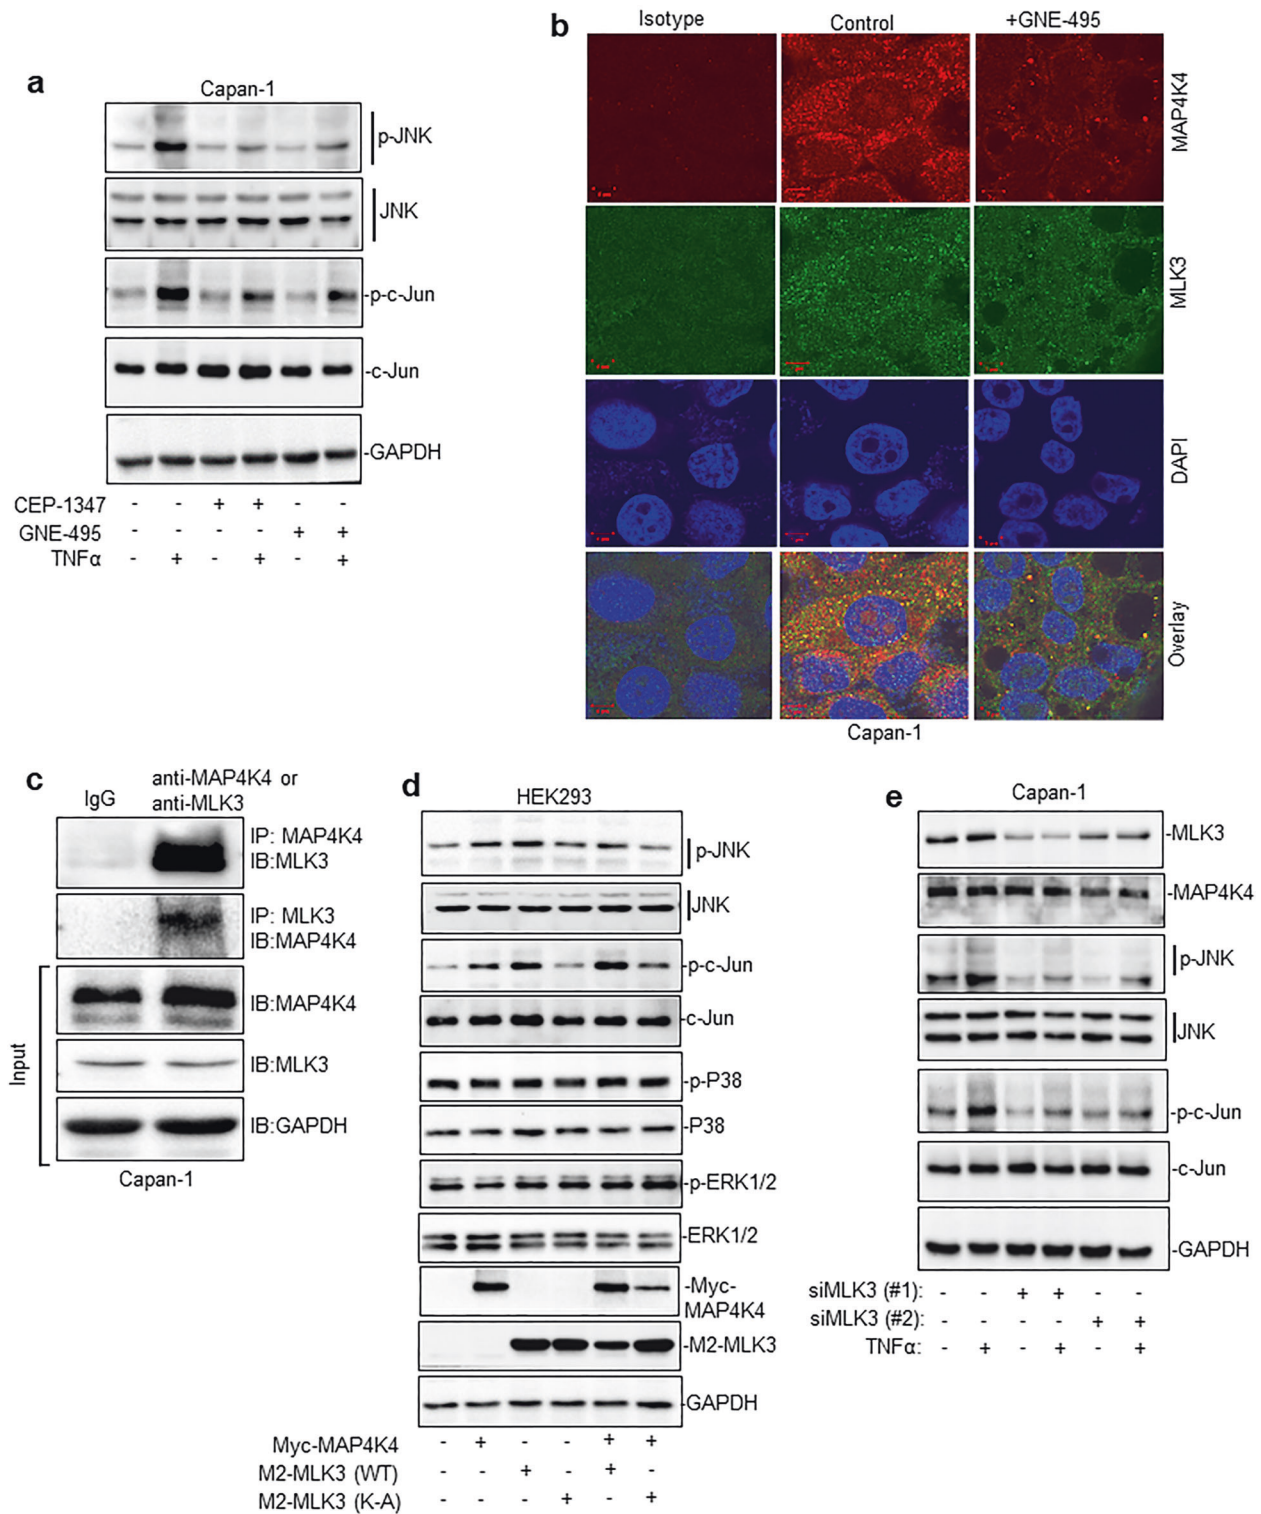 a
Capan-1
p-JNK
JNK
-p-c-Jun
-c-Jun
-GAPDH
CEP-1347 - - + + - -
GNE-495 - - - - + +
TNFα - + - + - +
b
Isotype Control +GNE-495
MAP4K4
MLK3
DAPI
Overlay
Capan-1
c
IgG anti-MAP4K4 or
anti-MLK3
IP: MAP4K4
IB:MLK3
IP: MLK3
IB:MAP4K4
IB:MAP4K4
IB:MLK3
IB:GAPDH
Input
Capan-1
d
HEK293
p-JNK
JNK
-p-c-Jun
-c-Jun
-p-P38
-P38
-p-ERK1/2
-ERK1/2
-Myc-
MAP4K4
-M2-MLK3
-GAPDH
Myc-MAP4K4 - + - - + +
M2-MLK3 (WT) - - + - + -
M2-MLK3 (K-A) - - - + - +
e
Capan-1
-MLK3
-MAP4K4
p-JNK
JNK
-p-c-Jun
-c-Jun
-GAPDH
siMLK3 (#1): - - + + - -
siMLK3 (#2): - - - - + +
TNFα: - + - + - +